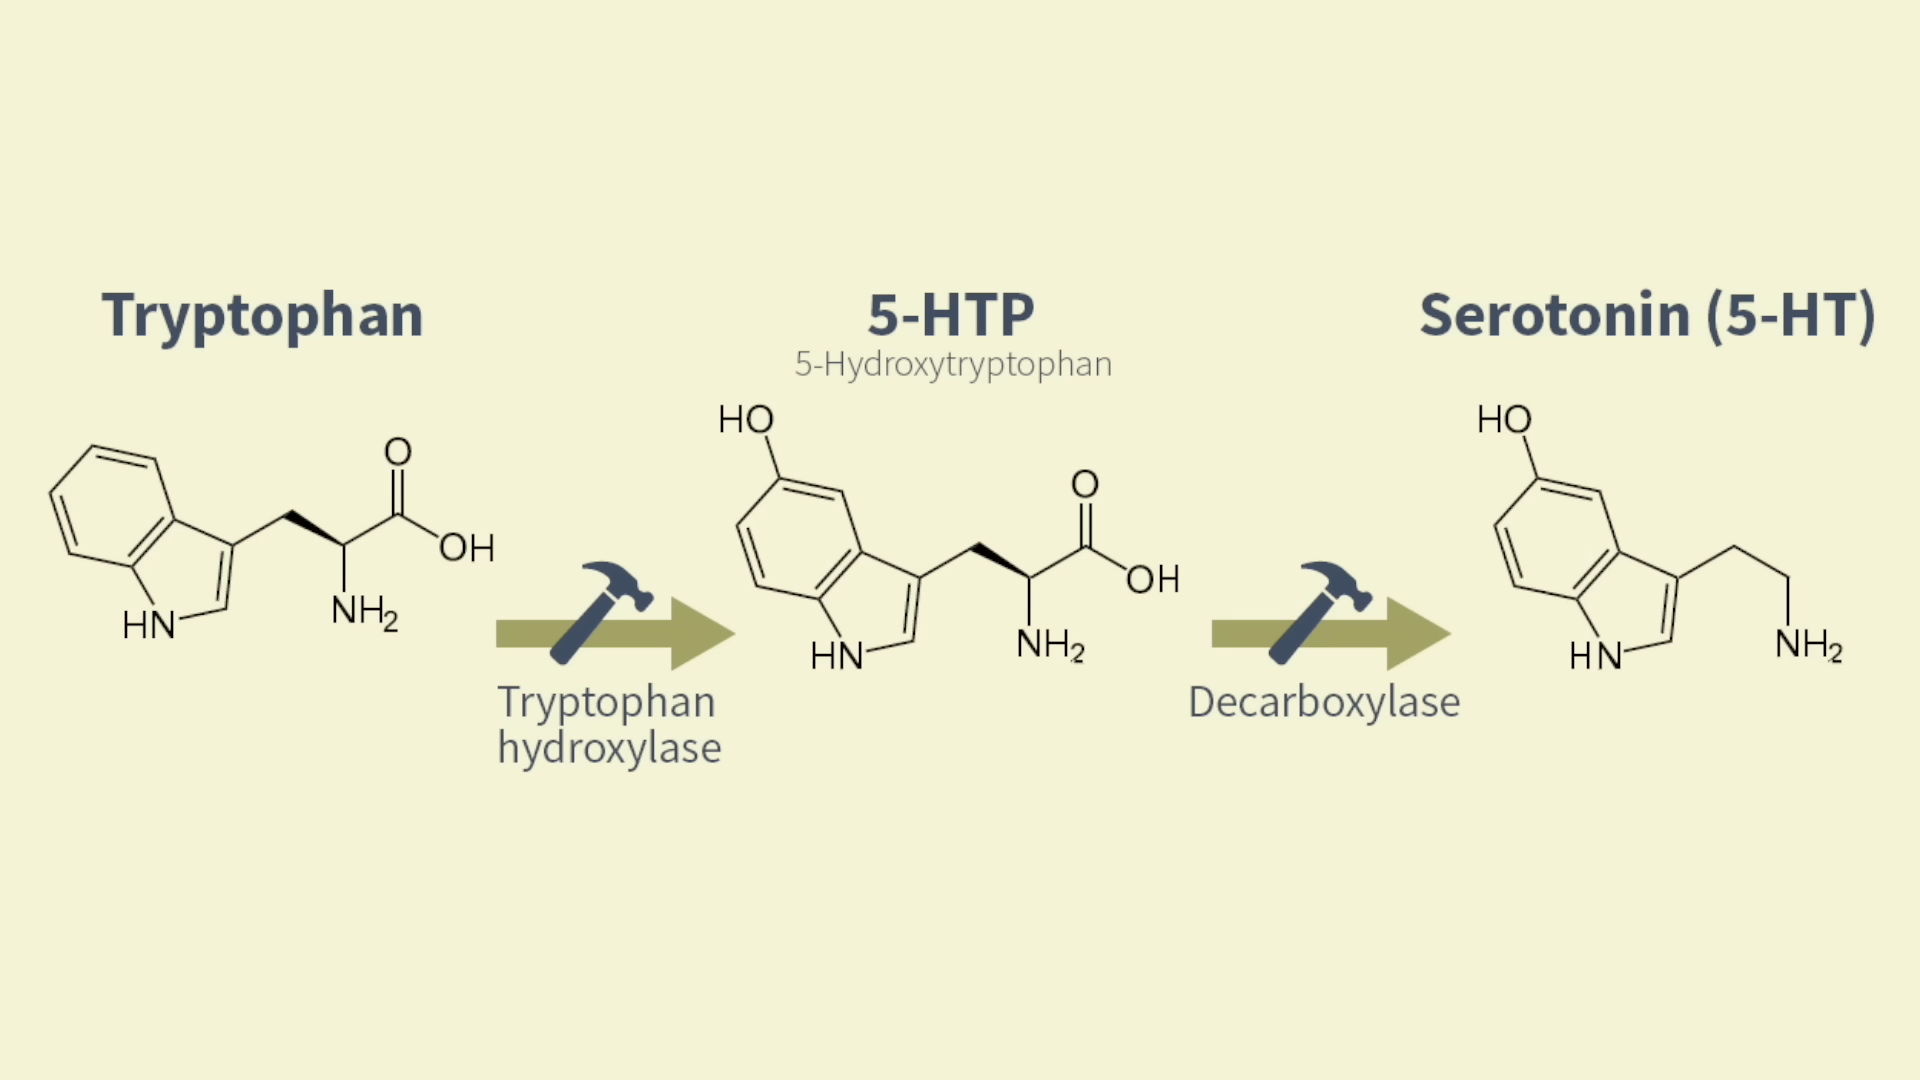 Tryptophan
5-HTP
5-Hydroxytryptophan
Serotonin (5-HT)
O
OH
NH2
HN
Tryptophan
hydroxylase
HO
O
OH
NH2
HN
Decarboxylase
HO
HN
NH2